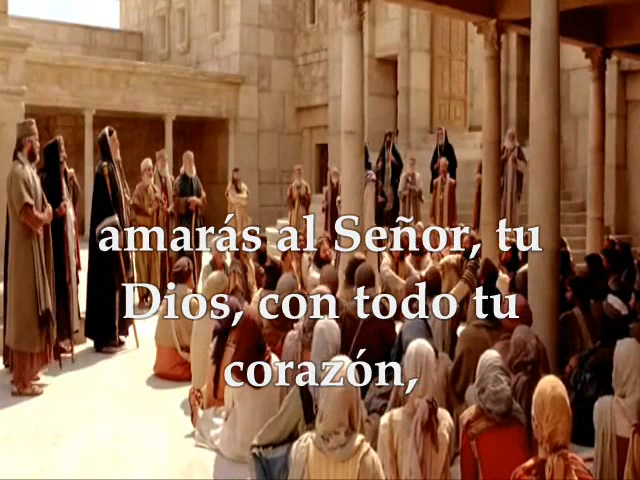 amarás al Señor, tu
Dios, con todo tu
corazón,